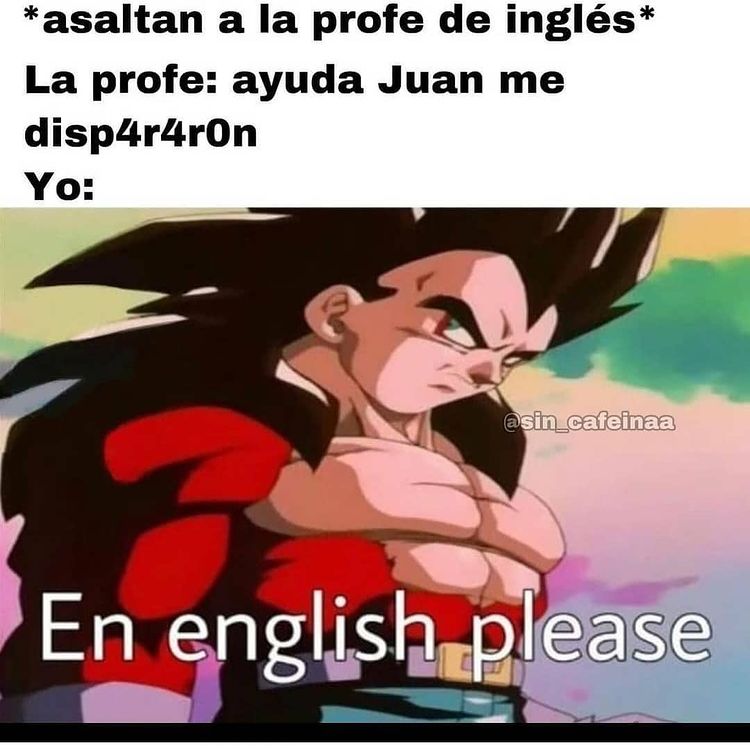 *asaltan a la profe de inglés*
La profe: ayuda Juan me
disp4r4r0n
Yo:
@sin_cafeinaa
En english please